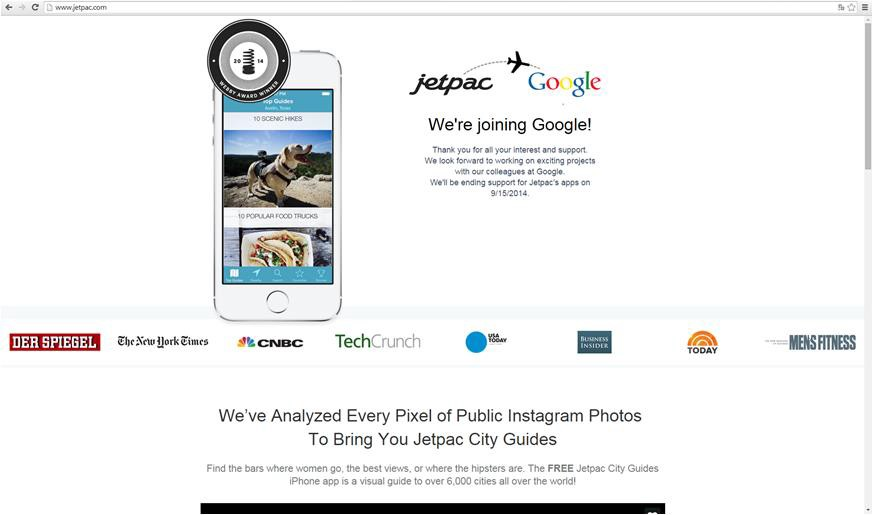 www.jetpac.com
2014
WEBBY AWARD WINNER
PM
Top Guides
Austin, Texas
10 SCENIC HIKES
10 POPULAR FOOD TRUCKS
Top Guides
Search
jetpac Google
We're joining Google!
Thank you for all your interest and support.
We look forward to working on exciting projects
with our colleagues at Google.
We'll be ending support for Jetpac's apps on
9/15/2014.
DER SPIEGEL
The New York Times
CNBC
TechCrunch
USA
TODAY
BUSINESS
INSIDER
TODAY
MEN'S FITNESS
We've Analyzed Every Pixel of Public Instagram Photos
To Bring You Jetpac City Guides
Find the bars where women go, the best views, or where the hipsters are. The FREE Jetpac City Guides
iPhone app is a visual guide to over 6,000 cities all over the world!